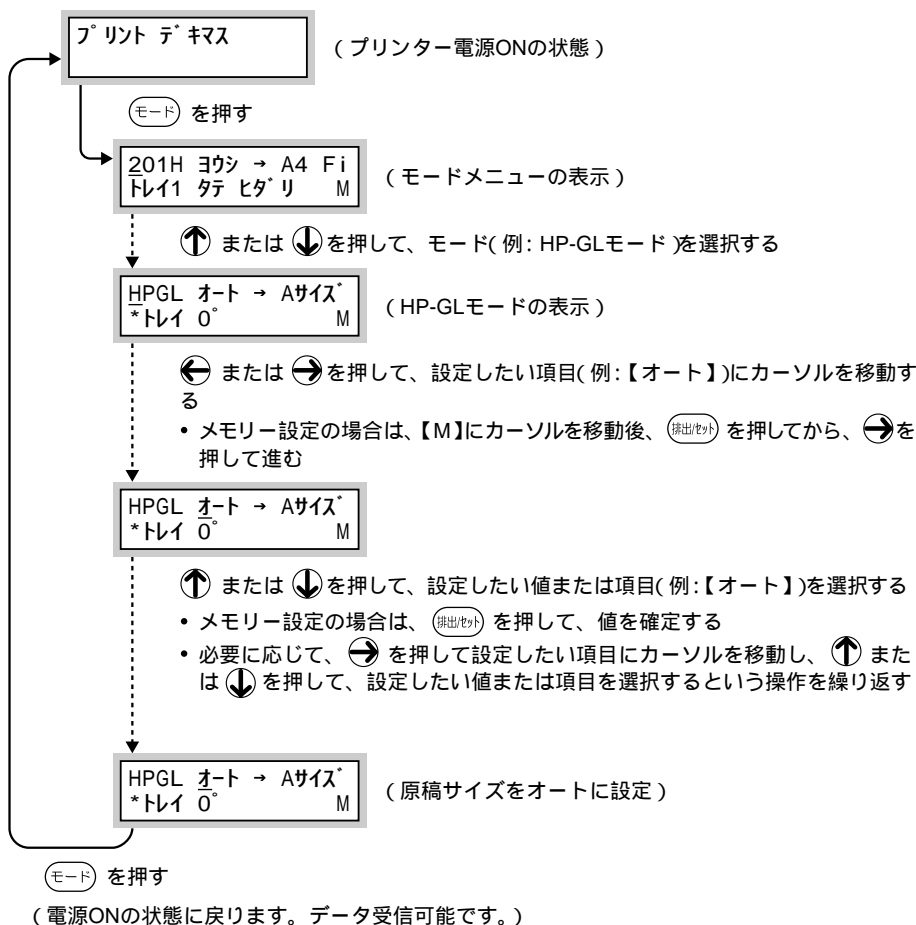 プリント デキマス
（プリンター電源ONの状態）
モード を押す
201H ヨウシ → A4 Fi
トレイ1 タテ ヒダリ M
（モードメニューの表示）
↑ または ↓ を押して、モード（例：HP-GLモード）を選択する
HPGL オート → Aサイズ
*トレイ 0° M
（HP-GLモードの表示）
← または → を押して、設定したい項目（例：【オート】）にカーソルを移動す
る
• メモリー設定の場合は、【M】にカーソルを移動後、排出/セット を押してから、→ を
押して進む
HPGL オート → Aサイズ
*トレイ 0° M
↑ または ↓ を押して、設定したい値または項目（例：【オート】）を選択する
• メモリー設定の場合は、排出/セット を押して、値を確定する
• 必要に応じて、→ を押して設定したい項目にカーソルを移動し、↑ また
は ↓ を押して、設定したい値または項目を選択するという操作を繰り返す
HPGL オート → Aサイズ
*トレイ 0° M
（原稿サイズをオートに設定）
モード を押す
（電源ONの状態に戻ります。データ受信可能です。）